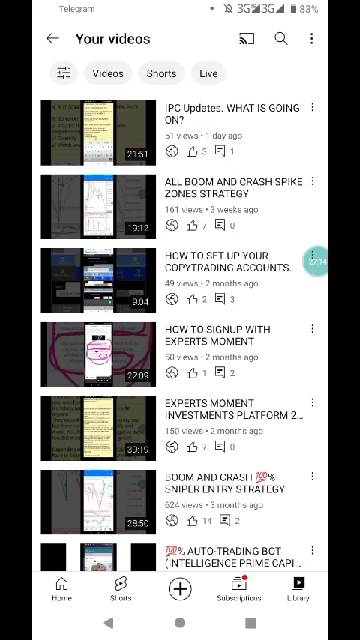 Telegram
3G 3G 83%
Your videos
Videos Shorts Live
IPC Updates. WHAT IS GOING
ON?
51 views • 1 day ago
3 1
21:51
ALL BOOM AND CRASH SPIKE
ZONES STRATEGY
161 views • 3 weeks ago
7 0
19:12
HOW TO SET UP YOUR
COPYTRADING ACCOUNTS.
49 views • 2 months ago
2 3
9:04
HOW TO SIGNUP WITH
EXPERTS MOMENT
50 views • 2 months ago
1 2
22:09
EXPERTS MOMENT
INVESTMENTS PLATFORM 2...
150 views • 2 months ago
7 0
BOOM AND CRASH 💯%
SNIPER ENTRY STRATEGY
624 views • 3 months ago
14 2
28:50
💯% AUTO-TRADING BOT
(INTELLIGENCE PRIME CAPI...
Home Shorts Subscriptions Library